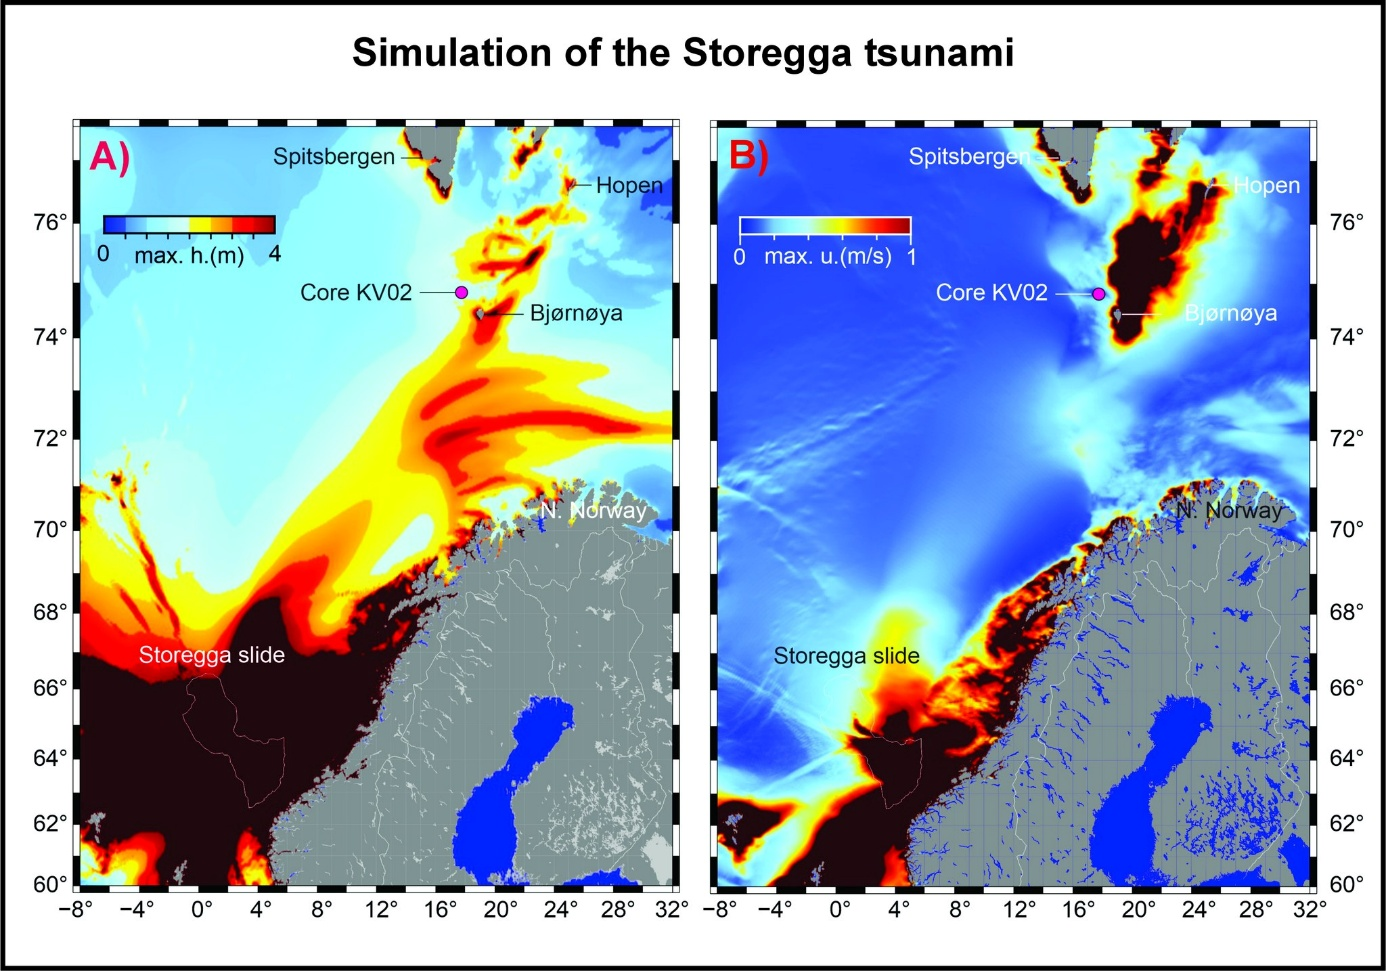 Simulation of the Storegga tsunami
A)
Spitsbergen
Hopen
76°
0 max. h.(m) 4
Core KV02
Bjørnøya
74°
72°
N. Norway
70°
68°
Storegga slide
66°
64°
62°
60°
−8° −4° 0° 4° 8° 12° 16° 20° 24° 28° 32°
B)
Spitsbergen
Hopen
76°
0 max. u.(m/s) 1
Core KV02
Bjørnøya
74°
72°
N. Norway
70°
68°
Storegga slide
66°
64°
62°
60°
−8° −4° 0° 4° 8° 12° 16° 20° 24° 28° 32°